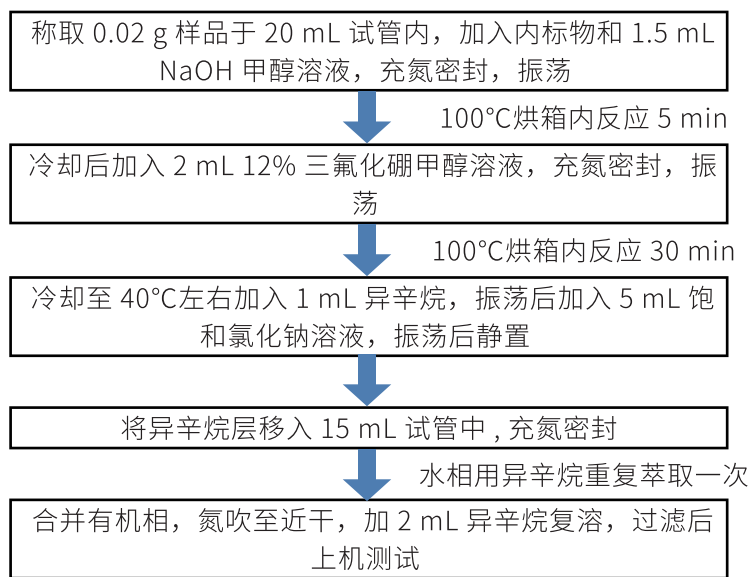 称取 0.02 g 样品于 20 mL 试管内，加入内标物和 1.5 mL
NaOH 甲醇溶液，充氮密封，振荡
100℃烘箱内反应 5 min
冷却后加入 2 mL 12% 三氟化硼甲醇溶液，充氮密封，振
荡
100℃烘箱内反应 30 min
冷却至 40℃左右加入 1 mL 异辛烷，振荡后加入 5 mL 饱
和氯化钠溶液，振荡后静置
将异辛烷层移入 15 mL 试管中 , 充氮密封
水相用异辛烷重复萃取一次
合并有机相，氮吹至近干，加 2 mL 异辛烷复溶，过滤后
上机测试